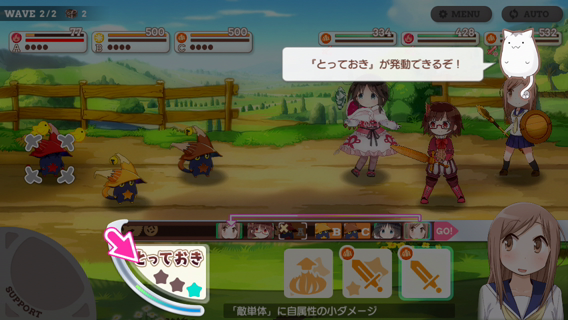 WAVE 2/2 2
MENU
AUTO
77
500
500
334
428
532
A
B
C
「とっておき」が発動できるぞ！
B
C
GO!
とっておき
SUPPORT
「敵単体」に自属性の小ダメージ